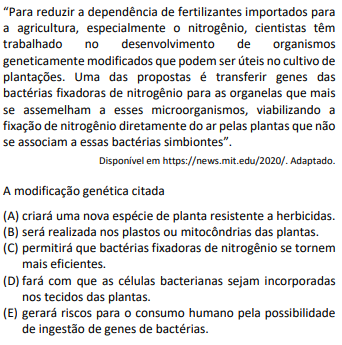 “Para reduzir a dependência de fertilizantes importados para
a agricultura, especialmente o nitrogênio, cientistas têm
trabalhado no desenvolvimento de organismos
geneticamente modificados que podem ser úteis no cultivo de
plantações. Uma das propostas é transferir genes das
bactérias fixadoras de nitrogênio para as organelas que mais
se assemelham a esses microorganismos, viabilizando a
fixação de nitrogênio diretamente do ar pelas plantas que não
se associam a essas bactérias simbiontes”.
Disponível em https://news.mit.edu/2020/. Adaptado.
A modificação genética citada
(A) criará uma nova espécie de planta resistente a herbicidas.
(B) será realizada nos plastos ou mitocôndrias das plantas.
(C) permitirá que bactérias fixadoras de nitrogênio se tornem
mais eficientes.
(D) fará com que as células bacterianas sejam incorporadas
nos tecidos das plantas.
(E) gerará riscos para o consumo humano pela possibilidade
de ingestão de genes de bactérias.